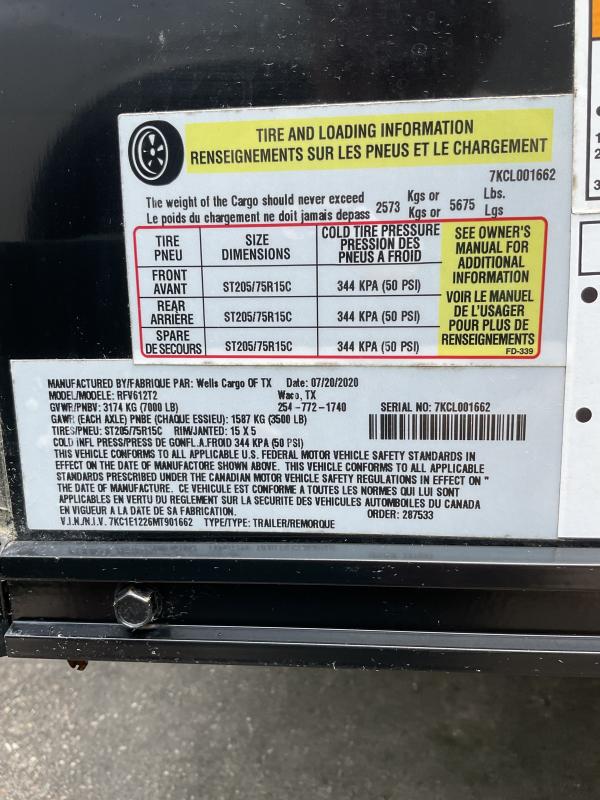 TIRE AND LOADING INFORMATION
RENSEIGNEMENTS SUR LES PNEUS ET LE CHARGEMENT
7KCL001662
The weight of the Cargo should never exceed 2573 Kgs or 5675 Lbs.
Le poids du chargement ne doit jamais depass Kgs or Lgs
TIRE PNEU SIZE DIMENSIONS COLD TIRE PRESSURE PRESSION DES PNEUS A FROID
FRONT AVANT ST205/75R15C 344 KPA (50 PSI)
REAR ARRIÈRE ST205/75R15C 344 KPA (50 PSI)
SPARE DE SECOURS ST205/75R15C 344 KPA (50 PSI)
SEE OWNER'S
MANUAL FOR
ADDITIONAL
INFORMATION
VOIR LE MANUEL
DE L'USAGER
POUR PLUS DE
RENSEIGNEMENTS
FD-339
MANUFACTURED BY/FABRIQUE PAR: Wells Cargo OF TX Date: 07/20/2020
MODEL/MODELE: RFV612T2 Waco, TX
GVWR/PNBV: 3174 KG (7000 LB) 254-772-1740 SERIAL NO: 7KCL001662
GAWR (EACH AXLE) PNBE (CHAQUE ESSIEU): 1587 KG (3500 LB)
TIRES/PNEU: ST205/75R15C RIM/JANTED: 15 X 5
COLD INFL PRESS/PRESS DE GONFL.A.FROID 344 KPA (50 PSI)
THIS VEHICLE CONFORMS TO ALL APPLICABLE U.S. FEDERAL MOTOR VEHICLE SAFETY STANDARDS IN
EFFECT ON THE DATE OF MANUFACTORE SHOWN ABOVE. THIS VEHICLE CONFORMS TO ALL APPLICABLE
STANDARDS PRESCRIBED UNDER THE CANADIAN MOTOR VEHICLE SAFETY REGULATIONS IN EFFECT ON "
THE DATE OF MANUFACTURE. CE VEHICULE EST CONFORME A TOUTES LES NORMES QUI LUI SONT
APPLICABLES EN VERTU DU REGLEMENT SUR LA SECURITE DES VEHICULES AUTOMOBILES DU CANADA
EN VIGUEUR A LA DATE DE SA FABRICATION. ORDER: 287533
V.I.N./N.I.V. 7KC1E1226MT901662 TYPE/TYPE: TRAILER/REMORQUE